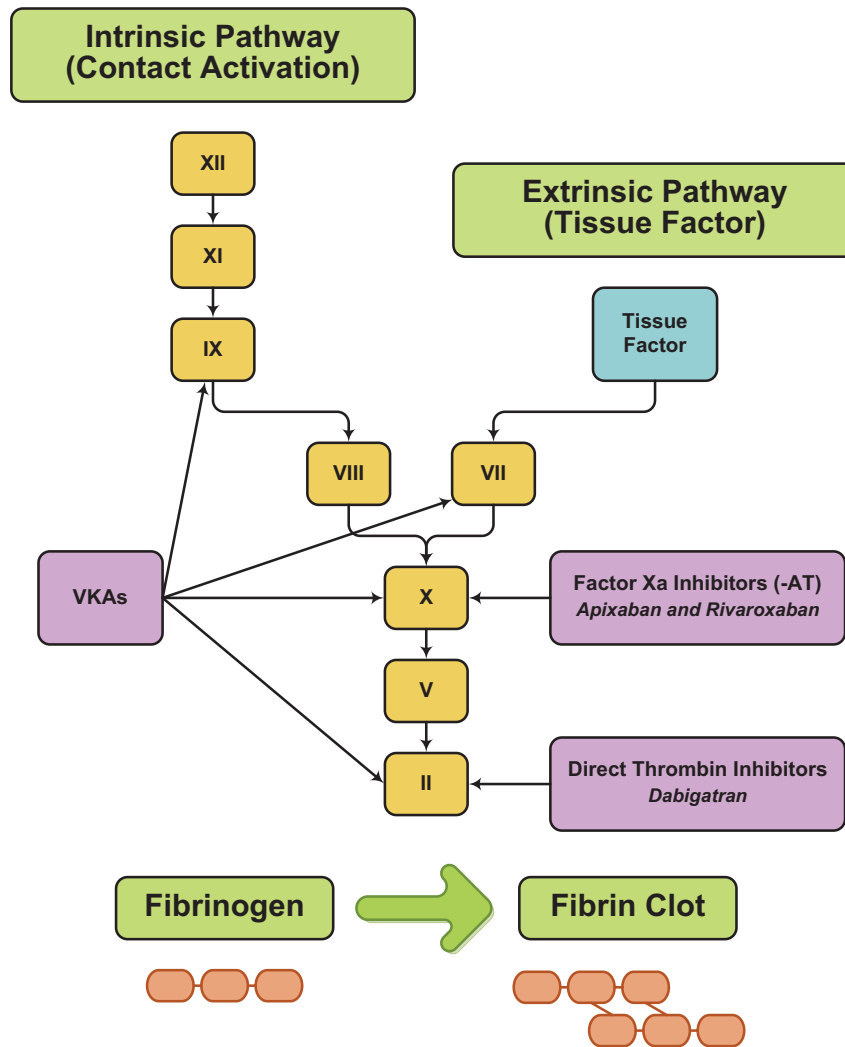 Intrinsic Pathway
(Contact Activation)
XII
Extrinsic Pathway
(Tissue Factor)
XI
Tissue
Factor
IX
VIII
VII
VKAs
X
Factor Xa Inhibitors (-AT)
Apixaban and Rivaroxaban
V
II
Direct Thrombin Inhibitors
Dabigatran
Fibrinogen
Fibrin Clot